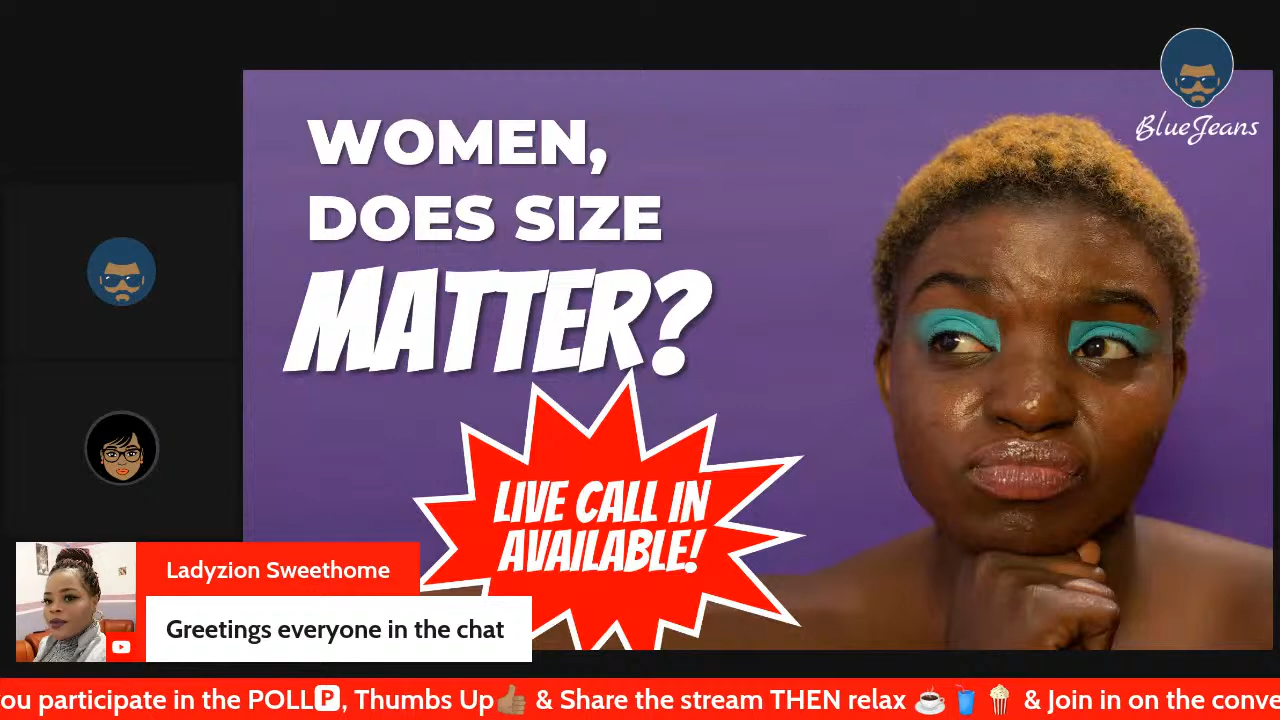 BlueJeans
WOMEN,
DOES SIZE
MATTER?
LIVE CALL IN
AVAILABLE!
Ladyzion Sweethome
Greetings everyone in the chat
ou participate in the POLL🅿, Thumbs Up👍🏽 & Share the stream THEN relax ☕ 🥤 🍿 & Join in on the conve